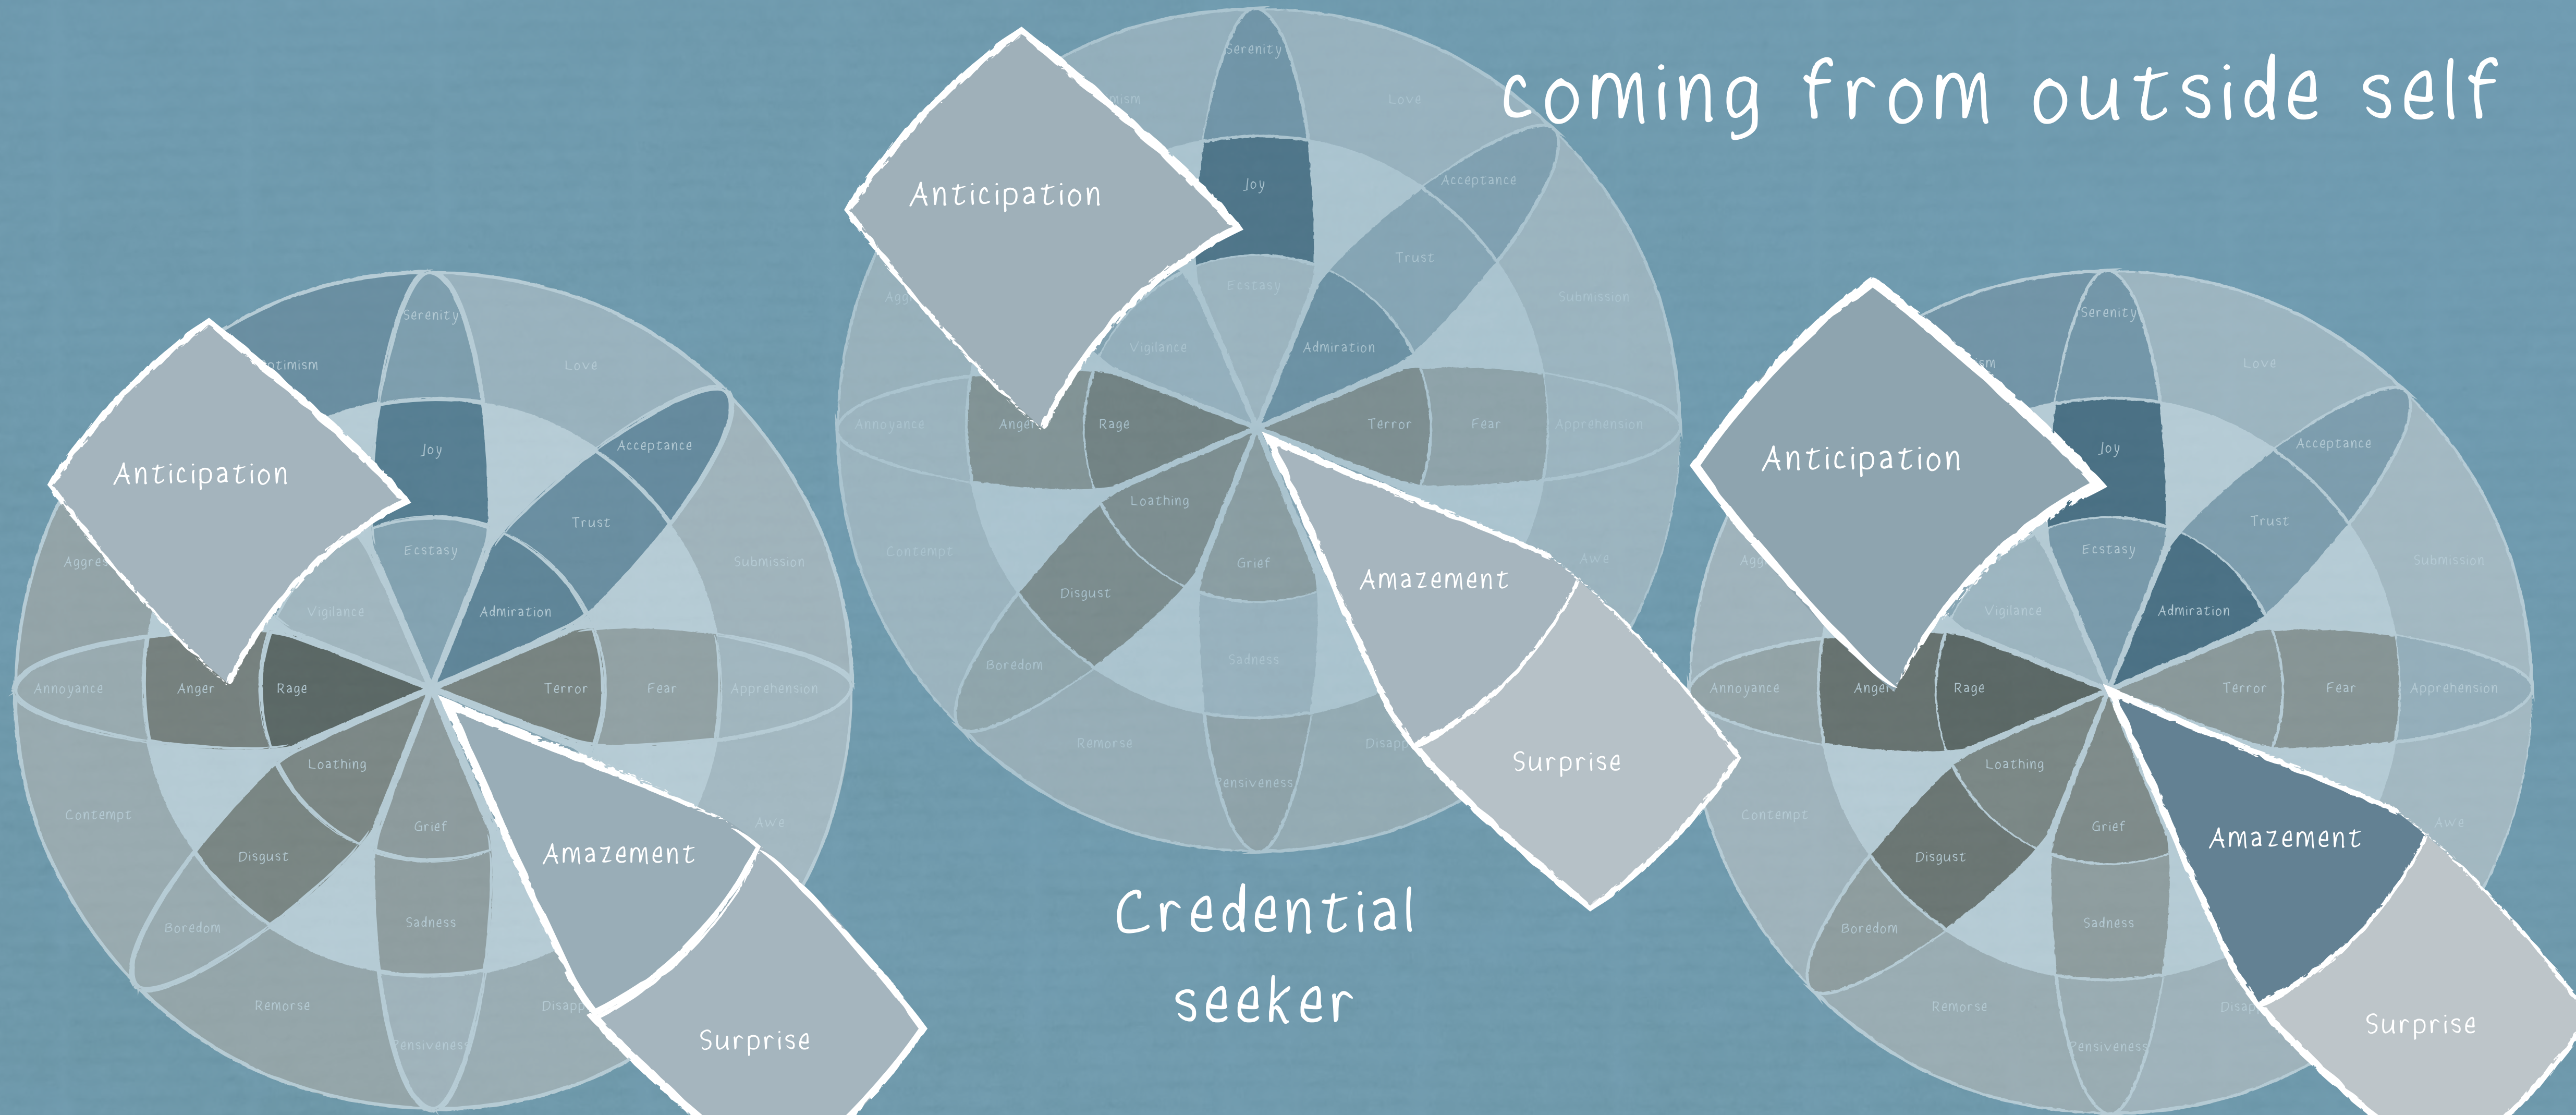 coming from outside self
Anticipation
Serenity
Love
Joy
Acceptance
Trust
Ecstasy
Submission
Vigilance
Admiration
Annoyance
Anger
Rage
Terror
Fear
Apprehension
Loathing
Contempt
Grief
Awe
Amazement
Disgust
Boredom
Sadness
Remorse
Surprise
Pensiveness
Credential
seeker
Anticipation
Serenity
Love
Joy
Acceptance
Trust
Ecstasy
Submission
Vigilance
Admiration
Annoyance
Anger
Rage
Terror
Fear
Apprehension
Loathing
Contempt
Grief
Awe
Amazement
Disgust
Boredom
Sadness
Remorse
Surprise
Pensiveness
Anticipation
Serenity
Love
Joy
Acceptance
Trust
Ecstasy
Submission
Vigilance
Admiration
Annoyance
Anger
Rage
Terror
Fear
Apprehension
Loathing
Contempt
Grief
Awe
Amazement
Disgust
Boredom
Sadness
Remorse
Surprise
Pensiveness